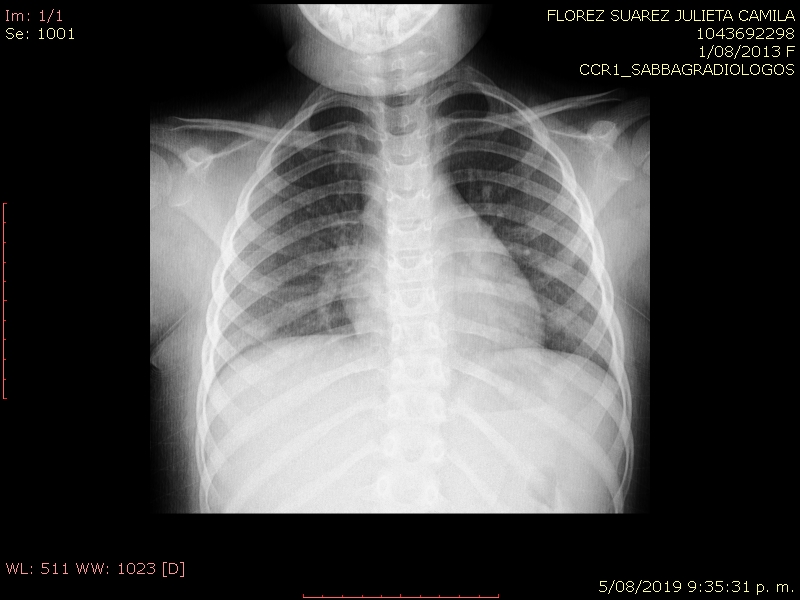 Im: 1/1
Se: 1001
FLOREZ SUAREZ JULIETA CAMILA
1043692298
1/08/2013 F
CCR1_SABBAGRADIOLOGOS
WL: 511 WW: 1023 [D]
5/08/2019 9:35:31 p. m.